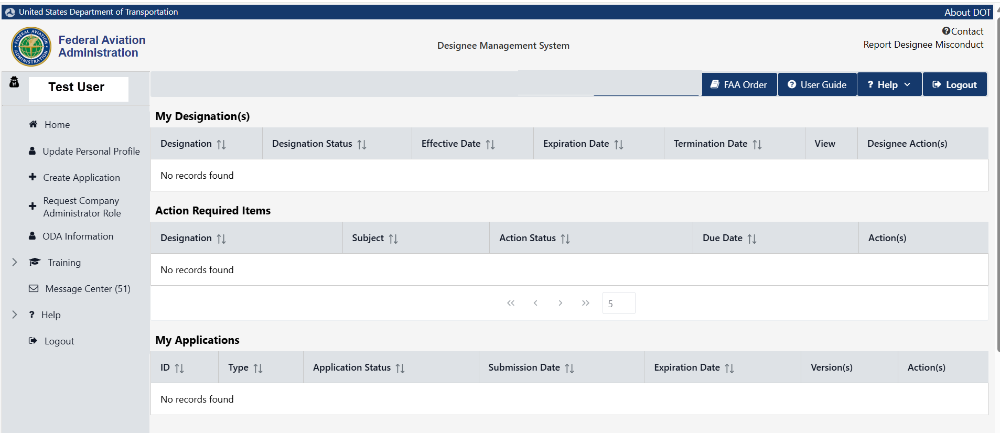 United States Department of Transportation
About DOT
Federal Aviation
Administration
Designee Management System
Contact
Report Designee Misconduct
Test User
FAA Order
User Guide
? Help
Logout
Home
Update Personal Profile
Create Application
Request Company
Administrator Role
ODA Information
Training
Message Center (51)
? Help
Logout
My Designation(s)
Designation
Designation Status
Effective Date
Expiration Date
Termination Date
View
Designee Action(s)
No records found
Action Required Items
Designation
Subject
Action Status
Due Date
Action(s)
No records found
5
My Applications
ID
Type
Application Status
Submission Date
Expiration Date
Version(s)
Action(s)
No records found